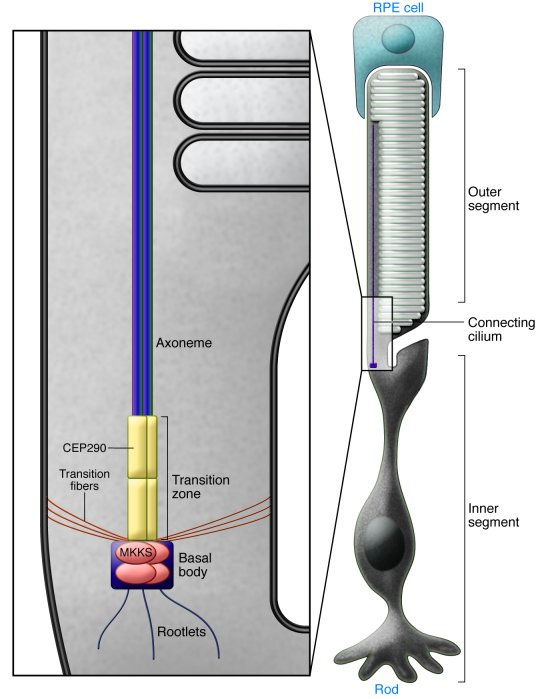 RPE cell
Outer
segment
Connecting
cilium
Axoneme
CEP290
Transition
fibers
Transition
zone
Inner
segment
MKKS
Basal
body
Rootlets
Rod